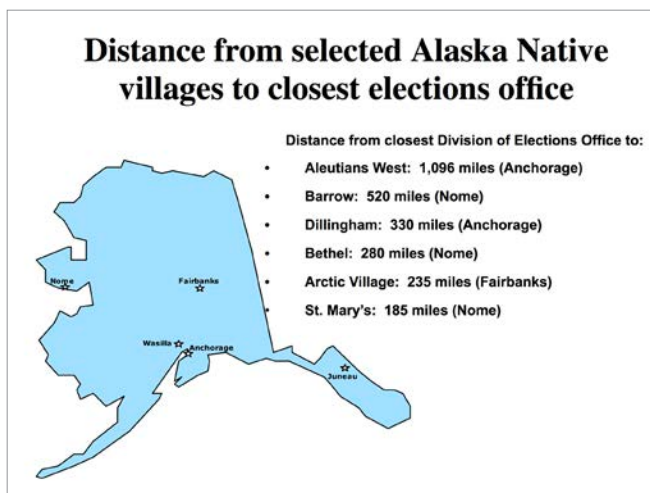 Distance from selected Alaska Native
villages to closest elections office
Distance from closest Division of Elections Office to:
• Aleutians West: 1,096 miles (Anchorage)
• Barrow: 520 miles (Nome)
• Dillingham: 330 miles (Anchorage)
• Bethel: 280 miles (Nome)
• Arctic Village: 235 miles (Fairbanks)
• St. Mary's: 185 miles (Nome)
Nome
Fairbanks
Wasilla
Anchorage
Juneau